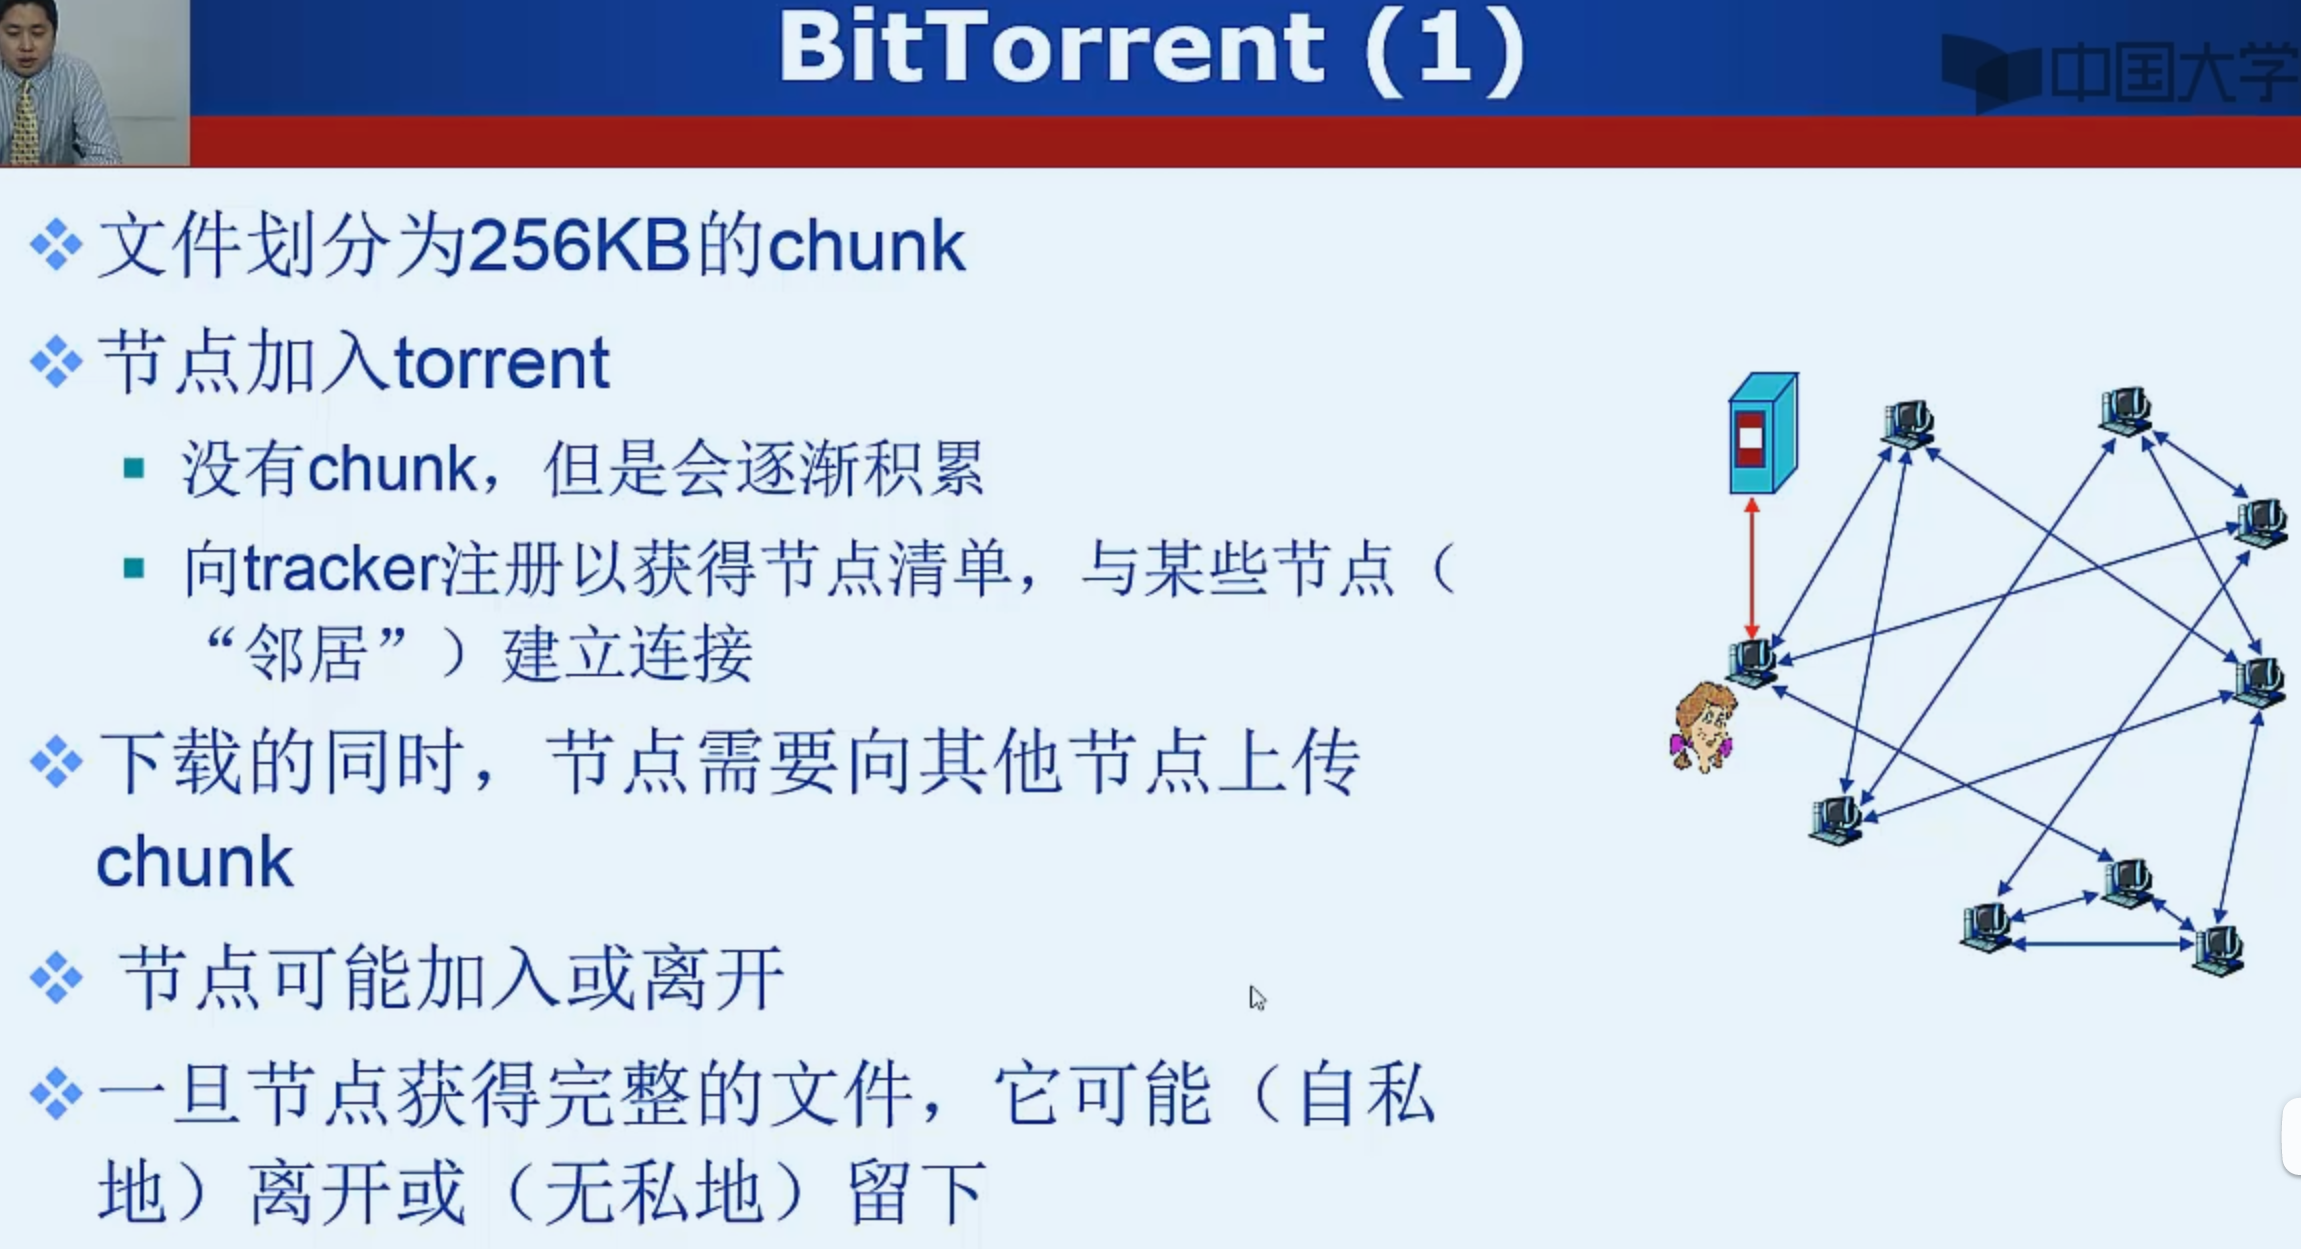 BitTorrent (1)
中国大学
文件划分为256KB的chunk
节点加入torrent
没有chunk，但是会逐渐积累
向tracker注册以获得节点清单，与某些节点（
“邻居”）建立连接
下载的同时，节点需要向其他节点上传
chunk
节点可能加入或离开
一旦节点获得完整的文件，它可能（自私
地）离开或（无私地）留下